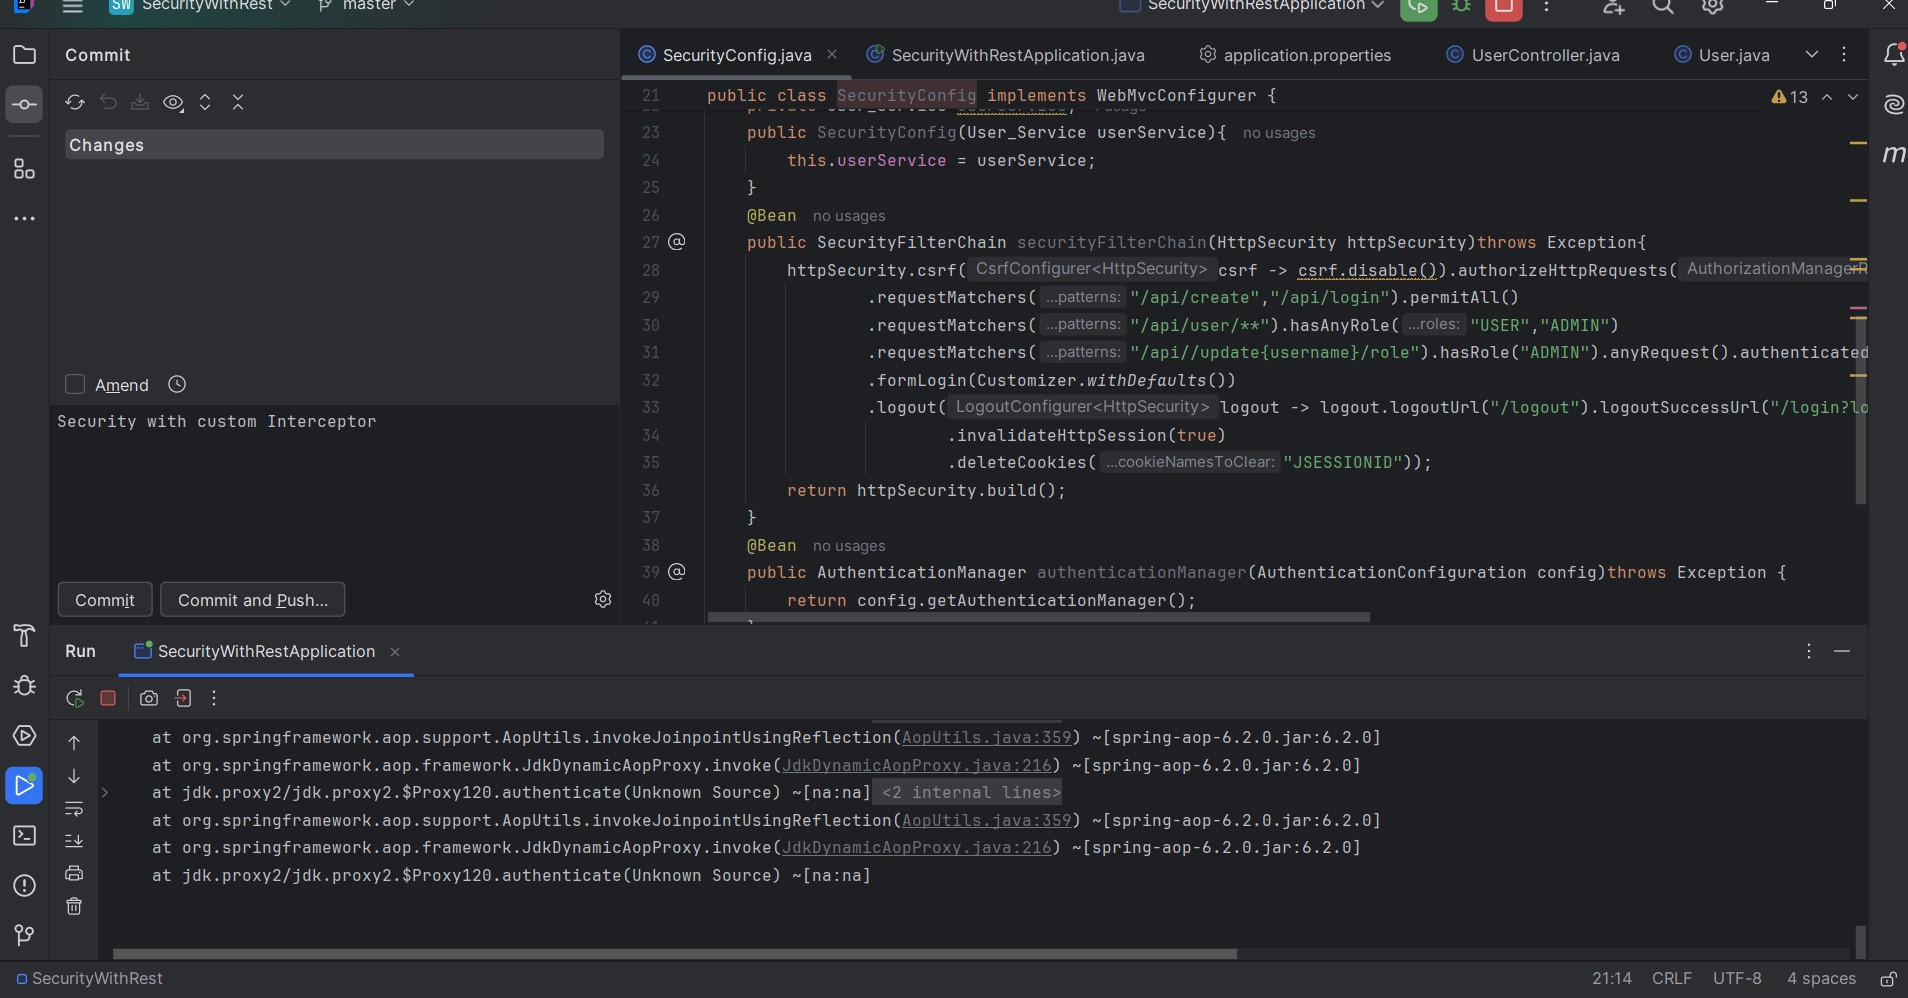 SW SecurityWithRest master SecurityWithRestApplication
Commit
Changes
Amend
Security with custom Interceptor
Commit Commit and Push...
SecurityConfig.java SecurityWithRestApplication.java application.properties UserController.java User.java
21 public class SecurityConfig implements WebMvcConfigurer { 13
23 public SecurityConfig(User_Service userService){ no usages
24 this.userService = userService;
25 }
26 @Bean no usages
27 public SecurityFilterChain securityFilterChain(HttpSecurity httpSecurity)throws Exception{
28 httpSecurity.csrf( CsrfConfigurer<HttpSecurity> csrf -> csrf.disable()).authorizeHttpRequests( AuthorizationManagerR
29 .requestMatchers( ...patterns: "/api/create","/api/login").permitAll()
30 .requestMatchers( ...patterns: "/api/user/**").hasAnyRole( ...roles: "USER","ADMIN")
31 .requestMatchers( ...patterns: "/api//update{username}/role").hasRole("ADMIN").anyRequest().authenticated
32 .formLogin(Customizer.withDefaults())
33 .logout( LogoutConfigurer<HttpSecurity> logout -> logout.logoutUrl("/logout").logoutSuccessUrl("/login?lo
34 .invalidateHttpSession(true)
35 .deleteCookies( ...cookieNamesToClear: "JSESSIONID"));
36 return httpSecurity.build();
37 }
38 @Bean no usages
39 public AuthenticationManager authenticationManager(AuthenticationConfiguration config)throws Exception {
40 return config.getAuthenticationManager();
Run SecurityWithRestApplication
at org.springframework.aop.support.AopUtils.invokeJoinpointUsingReflection(AopUtils.java:359) ~[spring-aop-6.2.0.jar:6.2.0]
at org.springframework.aop.framework.JdkDynamicAopProxy.invoke(JdkDynamicAopProxy.java:216) ~[spring-aop-6.2.0.jar:6.2.0]
at jdk.proxy2/jdk.proxy2.$Proxy120.authenticate(Unknown Source) ~[na:na] <2 internal lines>
at org.springframework.aop.support.AopUtils.invokeJoinpointUsingReflection(AopUtils.java:359) ~[spring-aop-6.2.0.jar:6.2.0]
at org.springframework.aop.framework.JdkDynamicAopProxy.invoke(JdkDynamicAopProxy.java:216) ~[spring-aop-6.2.0.jar:6.2.0]
at jdk.proxy2/jdk.proxy2.$Proxy120.authenticate(Unknown Source) ~[na:na]
SecurityWithRest 21:14 CRLF UTF-8 4 spaces